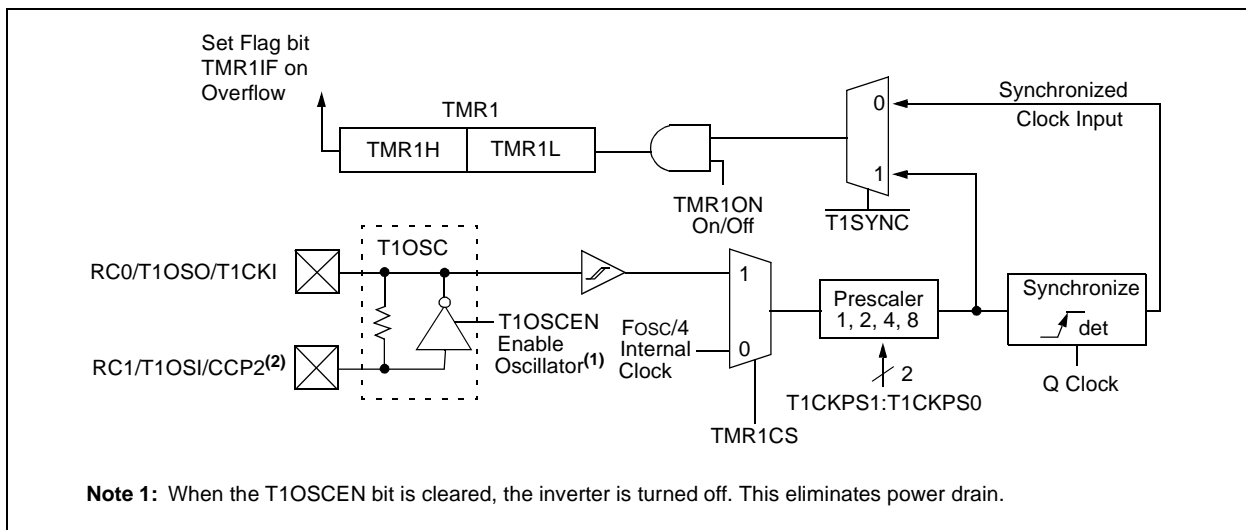 Set Flag bit
TMR1IF on
Overflow
TMR1
TMR1H
TMR1L
0
1
Synchronized
Clock Input
TMR1ON
On/Off
T1SYNC
T1OSC
RC0/T1OSO/T1CKI
RC1/T1OSI/CCP2(2)
T1OSCEN
Enable
Oscillator(1)
FOSC/4
Internal
Clock
1
0
TMR1CS
Prescaler
1, 2, 4, 8
2
T1CKPS1:T1CKPS0
Synchronize
det
Q Clock
Note 1: When the T1OSCEN bit is cleared, the inverter is turned off. This eliminates power drain.